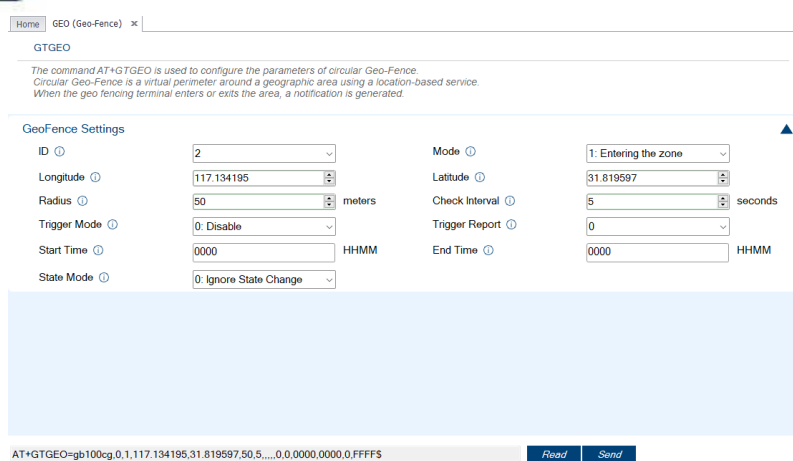 Home GEO (Geo-Fence) ×
GTGEO
The command AT+GTGEO is used to configure the parameters of circular Geo-Fence.
Circular Geo-Fence is a virtual perimeter around a geographic area using a location-based service.
When the geo fencing terminal enters or exits the area, a notification is generated.
GeoFence Settings
ID 2 Mode 1: Entering the zone
Longitude 117.134195 Latitude 31.819597
Radius 50 meters Check Interval 5 seconds
Trigger Mode 0: Disable Trigger Report 0
Start Time 0000 HHMM End Time 0000 HHMM
State Mode 0: Ignore State Change
AT+GTGEO=gb100cg,0,1,117.134195,31.819597,50,5,,,,,0,0,0000,0000,0,FFFF$ Read Send